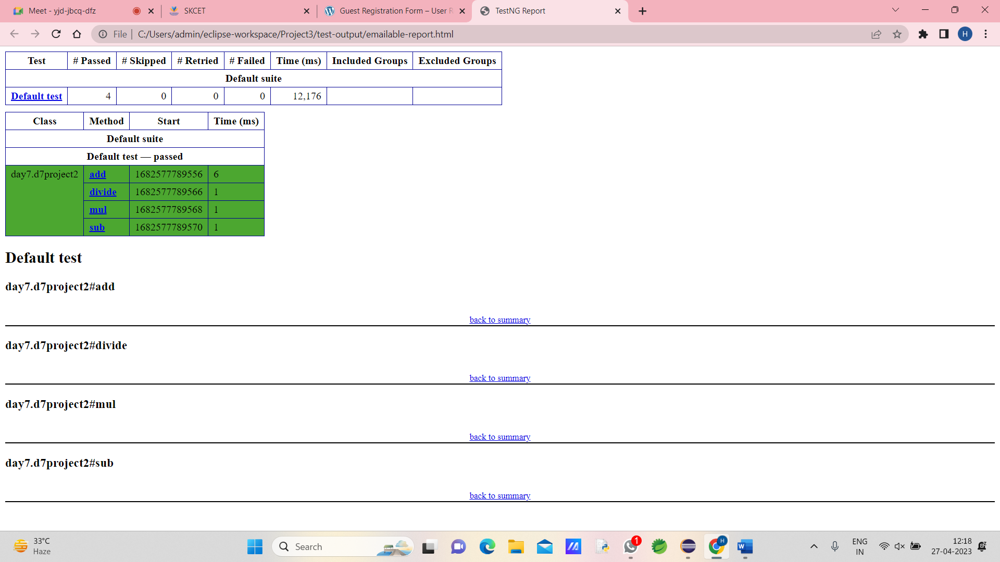 Meet - yjd-jbcq-dfz
SKCET
Guest Registration Form – User R
TestNG Report
File | C:/Users/admin/eclipse-workspace/Project3/test-output/emailable-report.html
H
Test # Passed # Skipped # Retried # Failed Time (ms) Included Groups Excluded Groups
Default suite
Default test 4 0 0 0 12,176
Class Method Start Time (ms)
Default suite
Default test — passed
day7.d7project2 add 1682577789556 6
divide 1682577789566 1
mul 1682577789568 1
sub 1682577789570 1
Default test
day7.d7project2#add
back to summary
day7.d7project2#divide
back to summary
day7.d7project2#mul
back to summary
day7.d7project2#sub
back to summary
33°C
Haze
Search
1
H
W
ENG
IN
12:18
27-04-2023